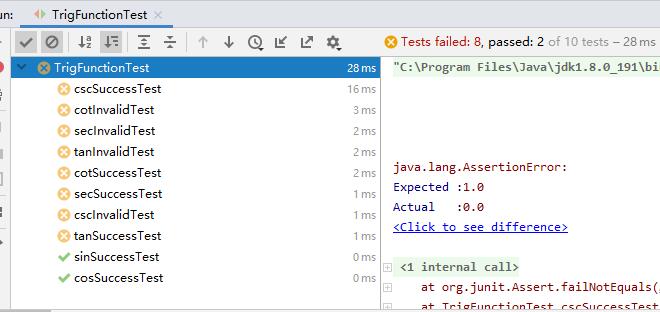 un:
TrigFunctionTest
Tests failed: 8, passed: 2 of 10 tests – 28 ms
TrigFunctionTest 28 ms
cscSuccessTest 16 ms
cotInvalidTest 3 ms
secInvalidTest 2 ms
tanInvalidTest 2 ms
cotSuccessTest 2 ms
secSuccessTest 1 ms
cscInvalidTest 1 ms
tanSuccessTest 1 ms
sinSuccessTest 0 ms
cosSuccessTest 0 ms
"C:\Program Files\Java\jdk1.8.0_191\bi
java.lang.AssertionError:
Expected :1.0
Actual :0.0
<Click to see difference>
<1 internal call>
at org.junit.Assert.failNotEquals(
at TrigFunctionTest.cscSuccessTest